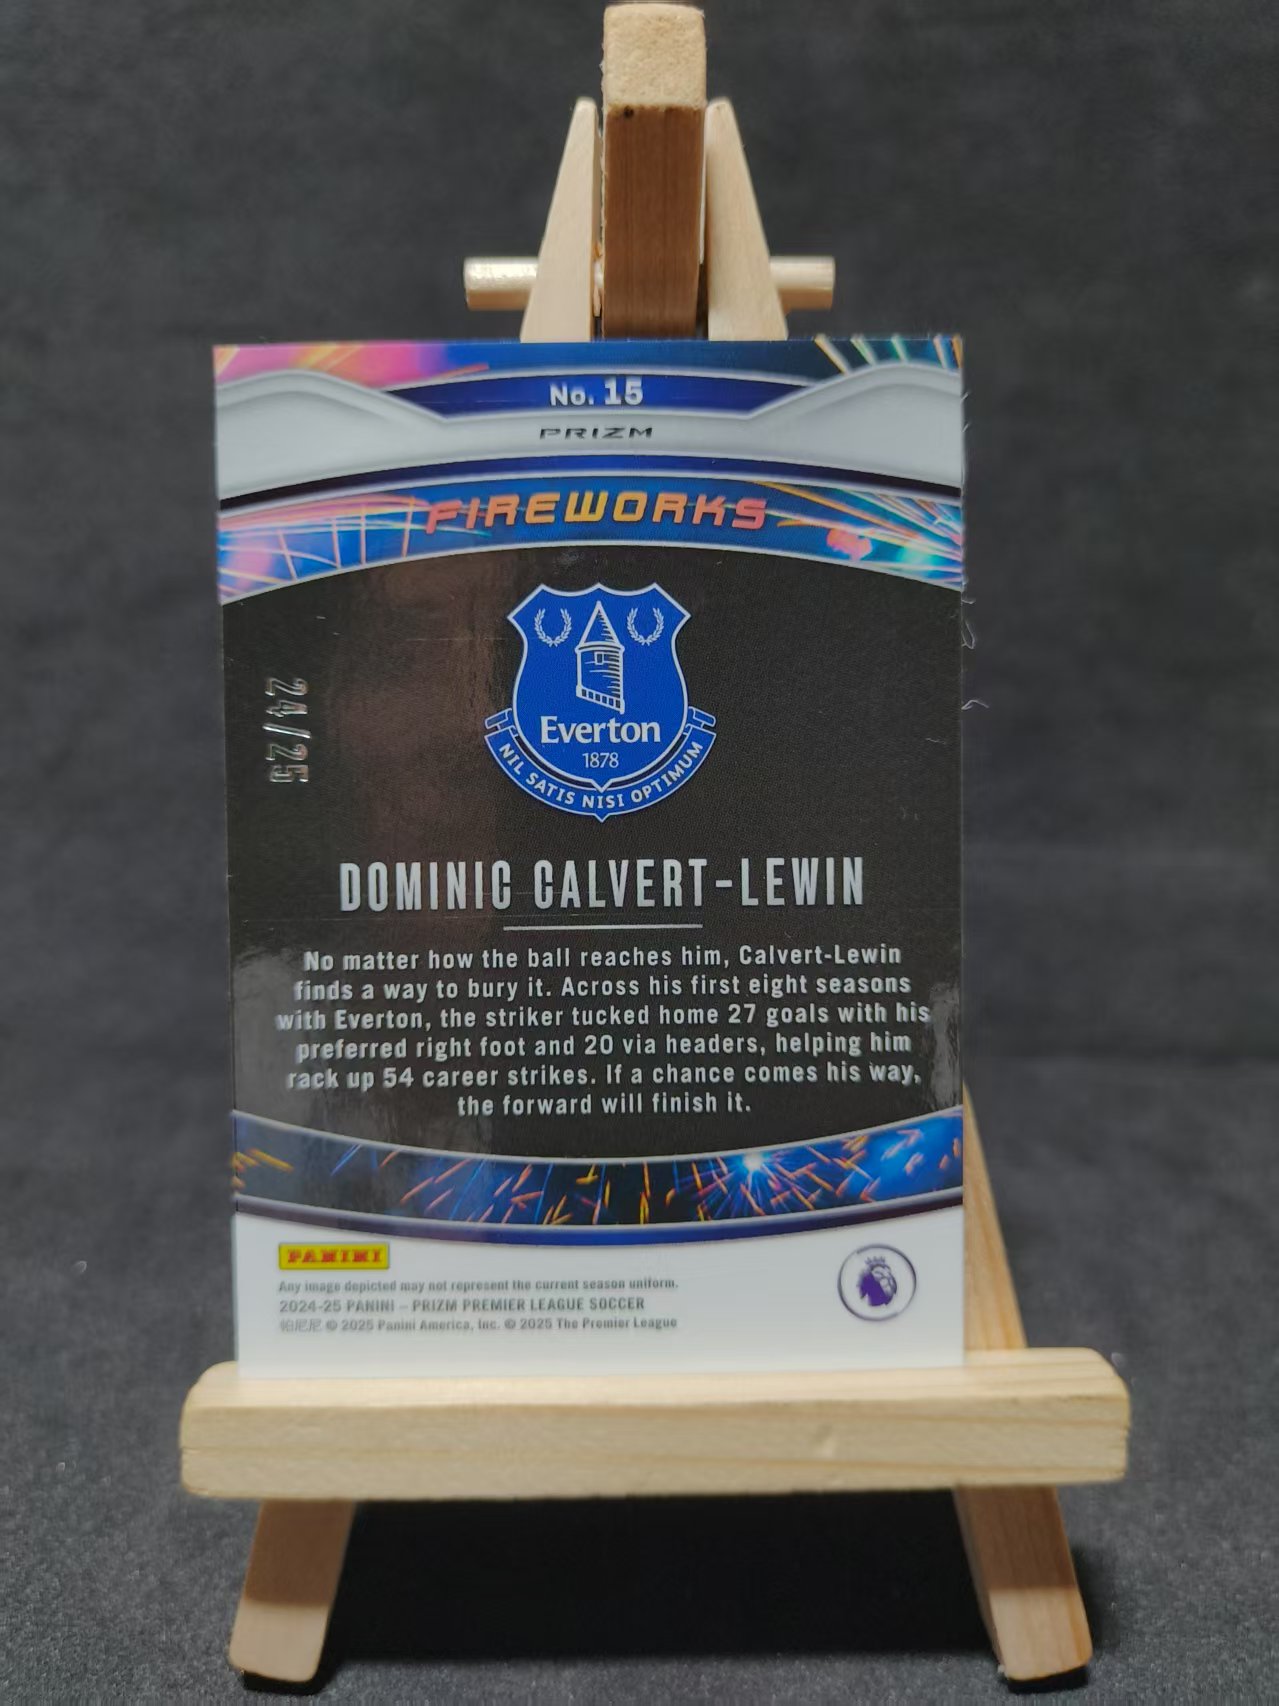 No. 15
PRIZM
FIREWORKS
24/25
Everton
1878
NIL SATIS NISI OPTIMUM
DOMINIC CALVERT-LEWIN
No matter how the ball reaches him, Calvert-Lewin
finds a way to bury it. Across his first eight seasons
with Everton, the striker tucked home 27 goals with his
preferred right foot and 20 via headers, helping him
rack up 54 career strikes. If a chance comes his way,
the forward will finish it.
PANINI
Any image depicted may not represent the current season uniform.
2024-25 PANINI – PRIZM PREMIER LEAGUE SOCCER
帕尼尼 © 2025 Panini America, Inc. © 2025 The Premier League